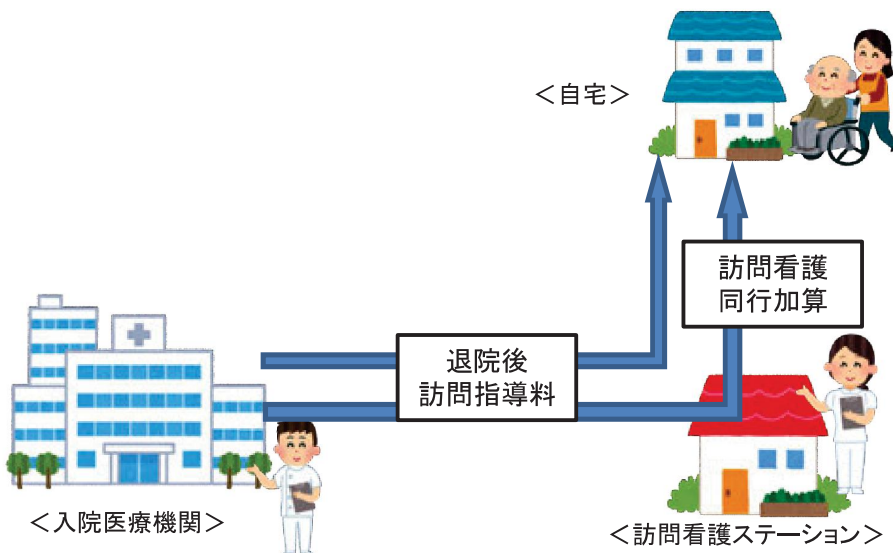 ＜自宅＞
訪問看護
同行加算
退院後
訪問指導料
＜入院医療機関＞
＜訪問看護ステーション＞